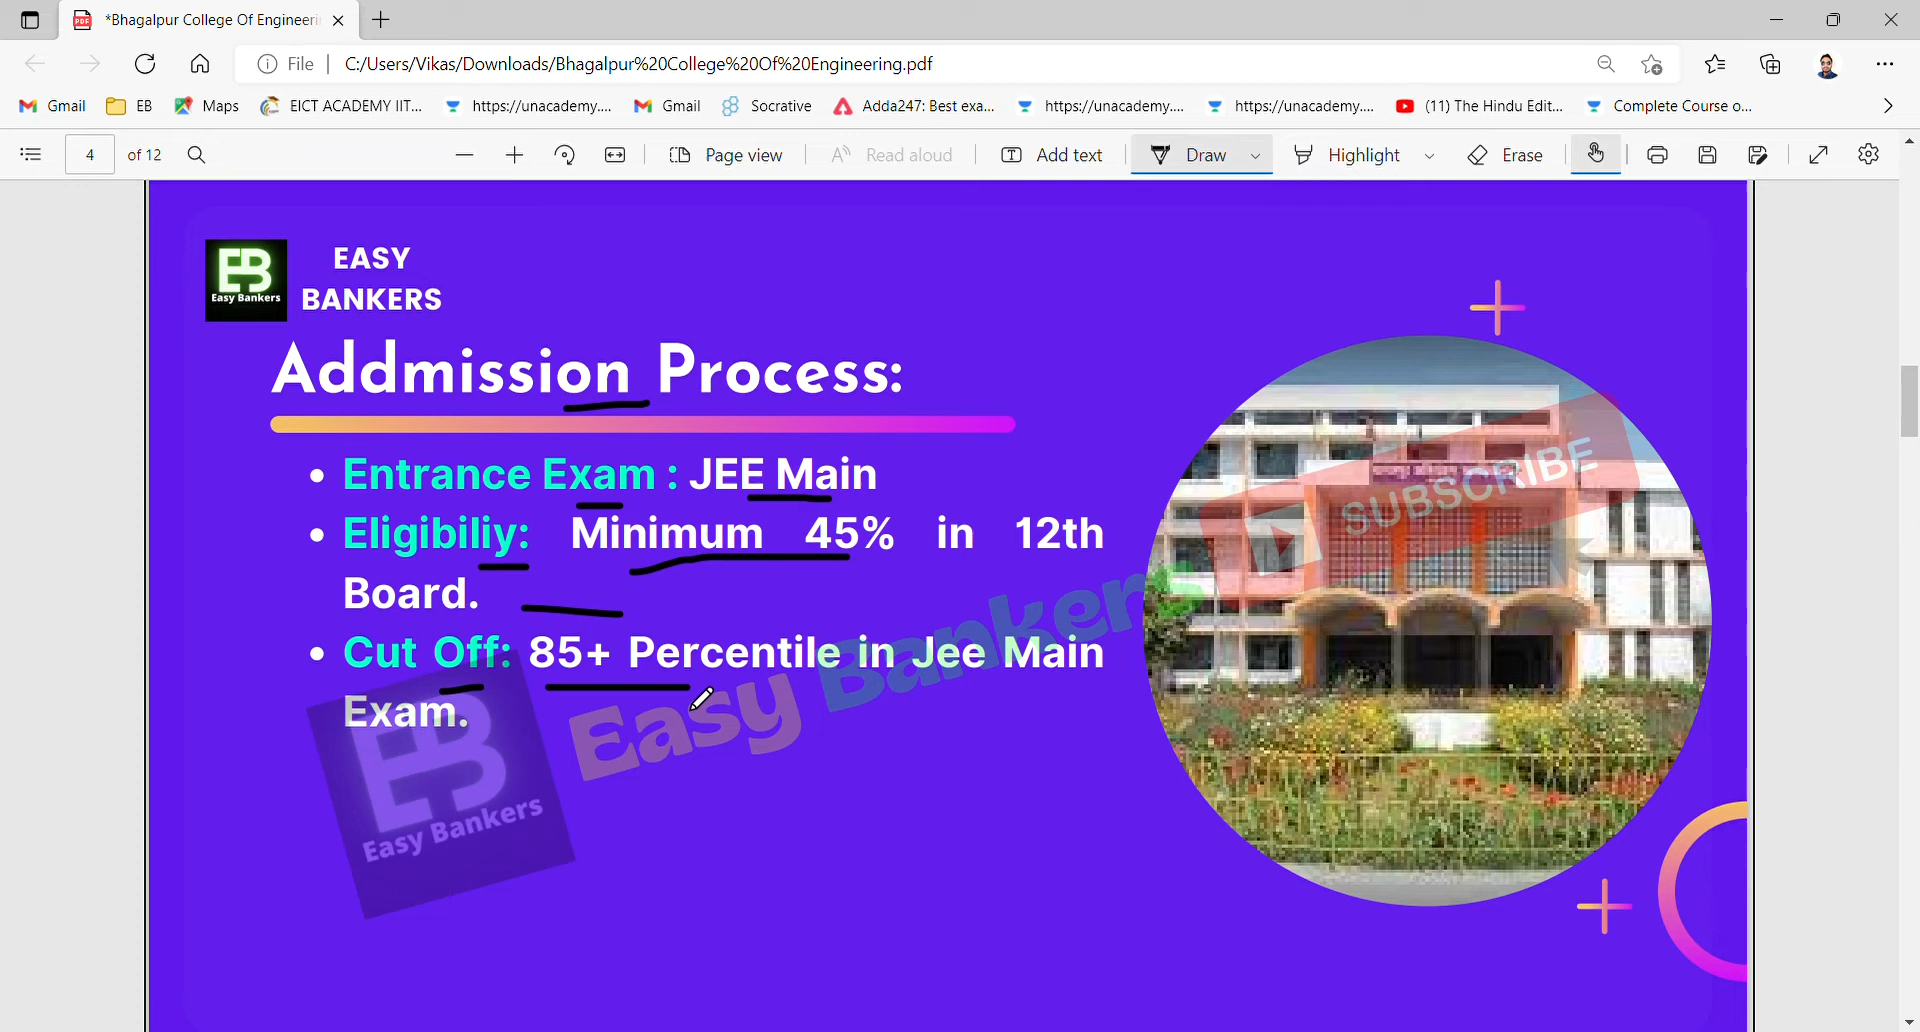 *Bhagalpur College Of Engineeri
File
C:/Users/Vikas/Downloads/Bhagalpur%20College%20Of%20Engineering.pdf
Gmail
EB
Maps
EICT ACADEMY IIT...
https://unacademy....
Gmail
Socrative
Adda247: Best exa...
https://unacademy....
https://unacademy....
(11) The Hindu Edit...
Complete Course o...
4
of 12
Page view
Read aloud
Add text
Draw
Highlight
Erase
EB
Easy Bankers
EASY
BANKERS
Addmission Process:
• Entrance Exam : JEE Main
• Eligibiliy: Minimum 45% in 12th
Board.
• Cut Off: 85+ Percentile in Jee Main
Exam.
SUBSCRIBE
Easy Bankers
EB
Easy Bankers